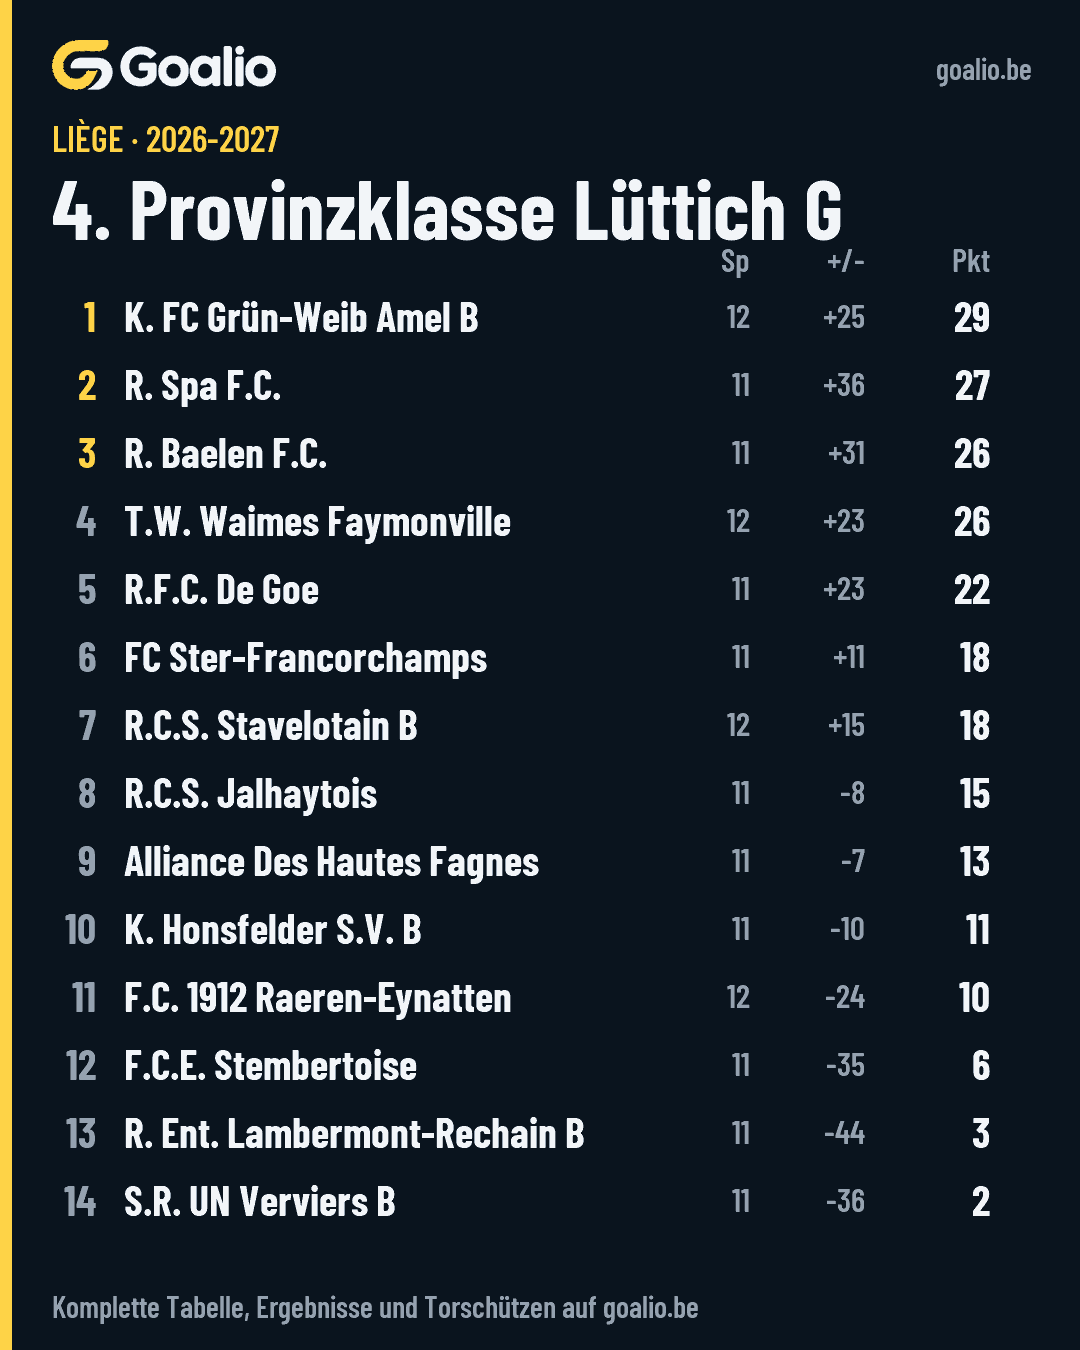 Goalio
goalio.be
LIÈGE · 2026-2027
4. Provinzklasse Lüttich G
Sp +/- Pkt
1 K. FC Grün-Weib Amel B 12 +25 29
2 R. Spa F.C. 11 +36 27
3 R. Baelen F.C. 11 +31 26
4 T.W. Waimes Faymonville 12 +23 26
5 R.F.C. De Goe 11 +23 22
6 FC Ster-Francorchamps 11 +11 18
7 R.C.S. Stavelotain B 12 +15 18
8 R.C.S. Jalhaytois 11 -8 15
9 Alliance Des Hautes Fagnes 11 -7 13
10 K. Honsfelder S.V. B 11 -10 11
11 F.C. 1912 Raeren-Eynatten 12 -24 10
12 F.C.E. Stembertoise 11 -35 6
13 R. Ent. Lambermont-Rechain B 11 -44 3
14 S.R. UN Verviers B 11 -36 2
Komplette Tabelle, Ergebnisse und Torschützen auf goalio.be